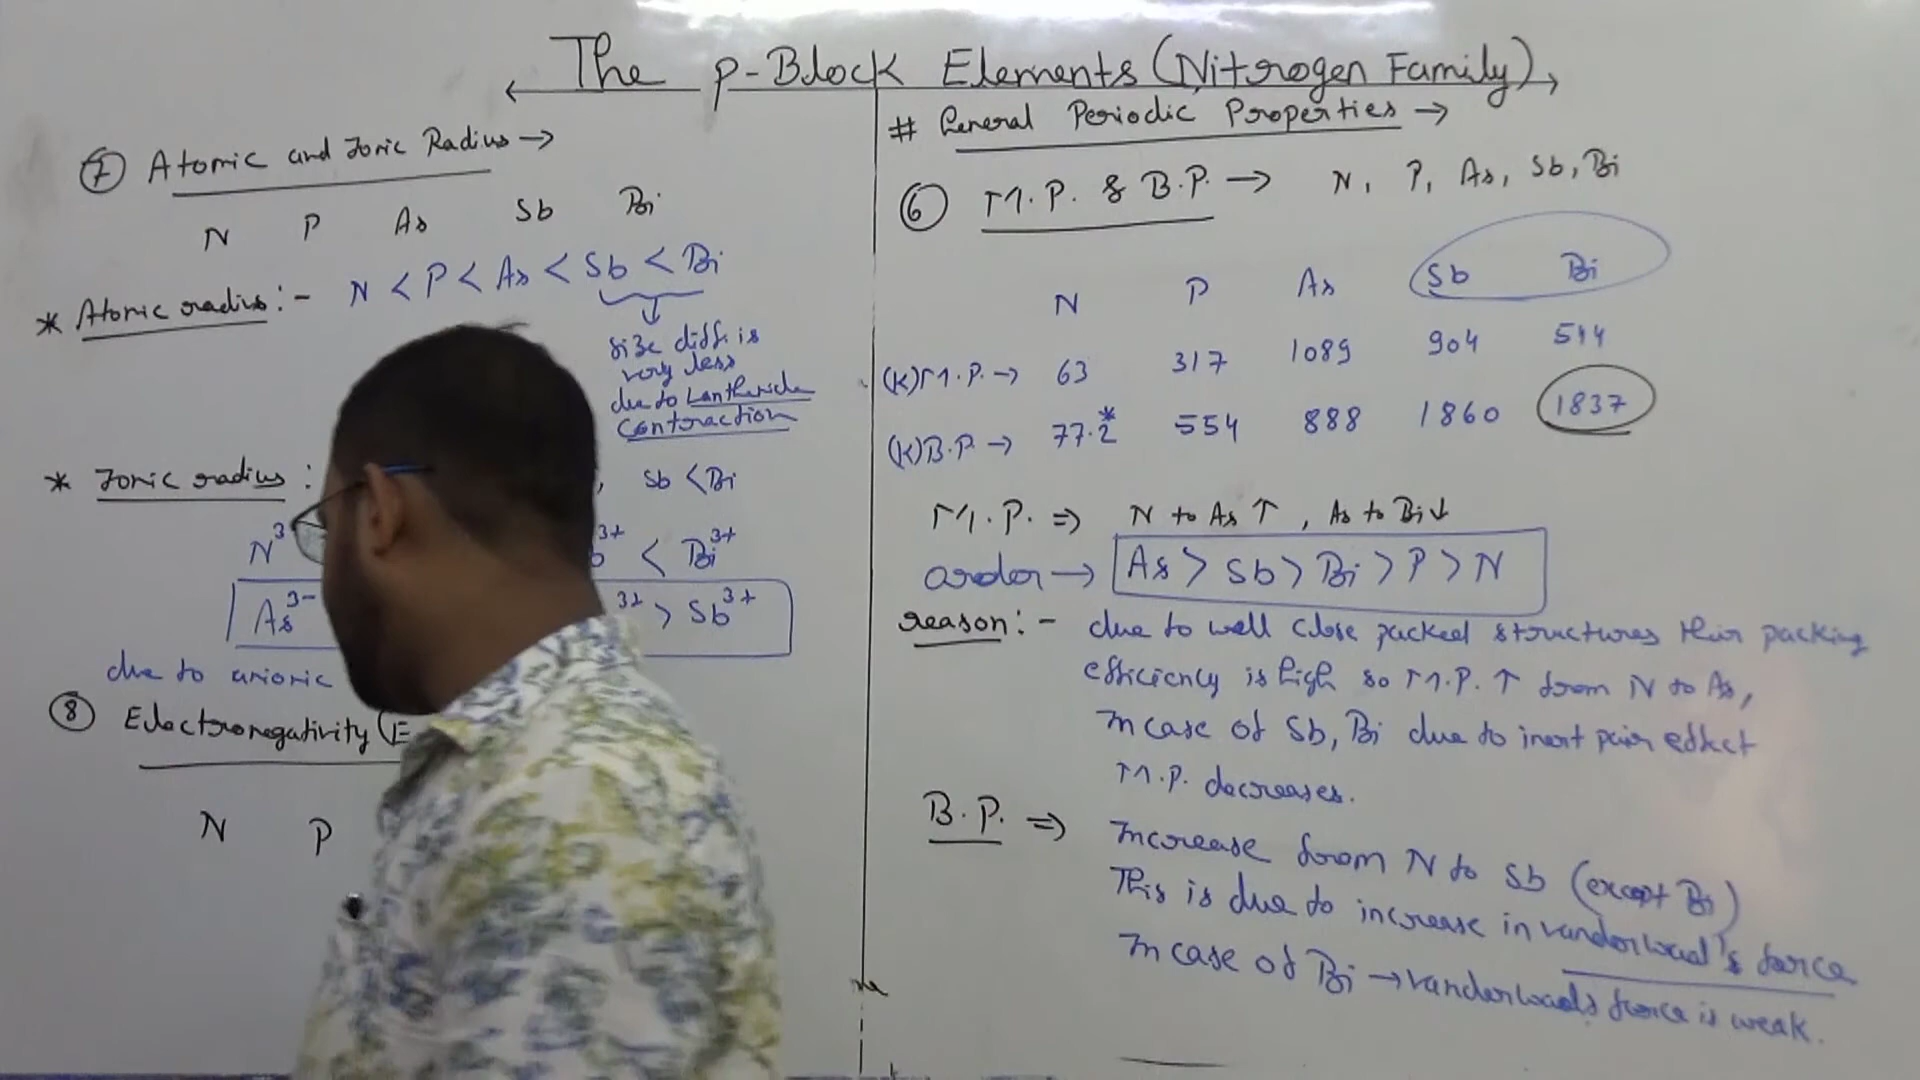 The p-Block Elements (Nitrogen Family)
⑦ Atomic and Ionic Radius →
N P As Sb Bi
* Atomic radius :- N < P < As < Sb < Bi
size diff. is
very less
due to Lanthanide
Contraction
* Ionic radius :
, Sb < Bi
N³
³⁺ < Bi³⁺
As³⁻
³⁺ > Sb³⁺
due to anionic
⑧ Electronegativity (E
N P
# General Periodic Properties →
⑥ M.P. & B.P. → N, P, As, Sb, Bi
N P As Sb Bi
(K) M.P. → 63 317 1089 904 544
(K) B.P. → 77.2* 554 888 1860 1837
M.P. ⇒ N to As ↑, As to Bi ↓
order → As > Sb > Bi > P > N
reason :- due to well close packed structures their packing
efficiency is high so M.P. ↑ from N to As,
In case of Sb, Bi due to inert pair effect
M.P. decreases.
B.P. ⇒ Increase from N to Sb (except Bi)
This is due to increase in vanderwaal's force
In case of Bi → vanderwaals force is weak.